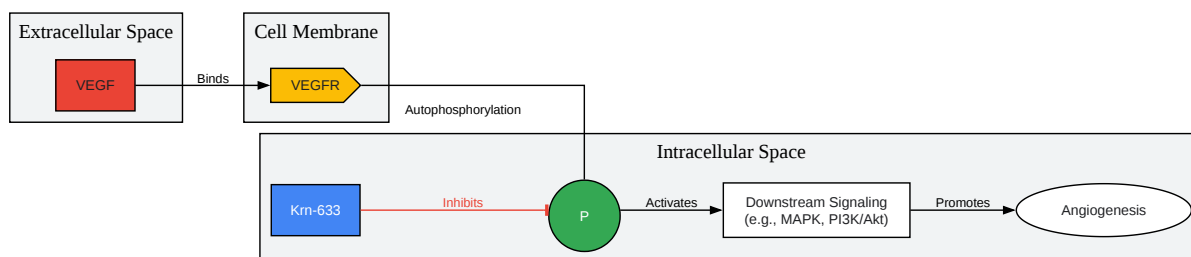 Extracellular Space
Cell Membrane
VEGF
Binds
VEGFR
Autophosphorylation
Intracellular Space
Krn-633
Inhibits
P
Activates
Downstream Signaling
(e.g., MAPK, PI3K/Akt)
Promotes
Angiogenesis